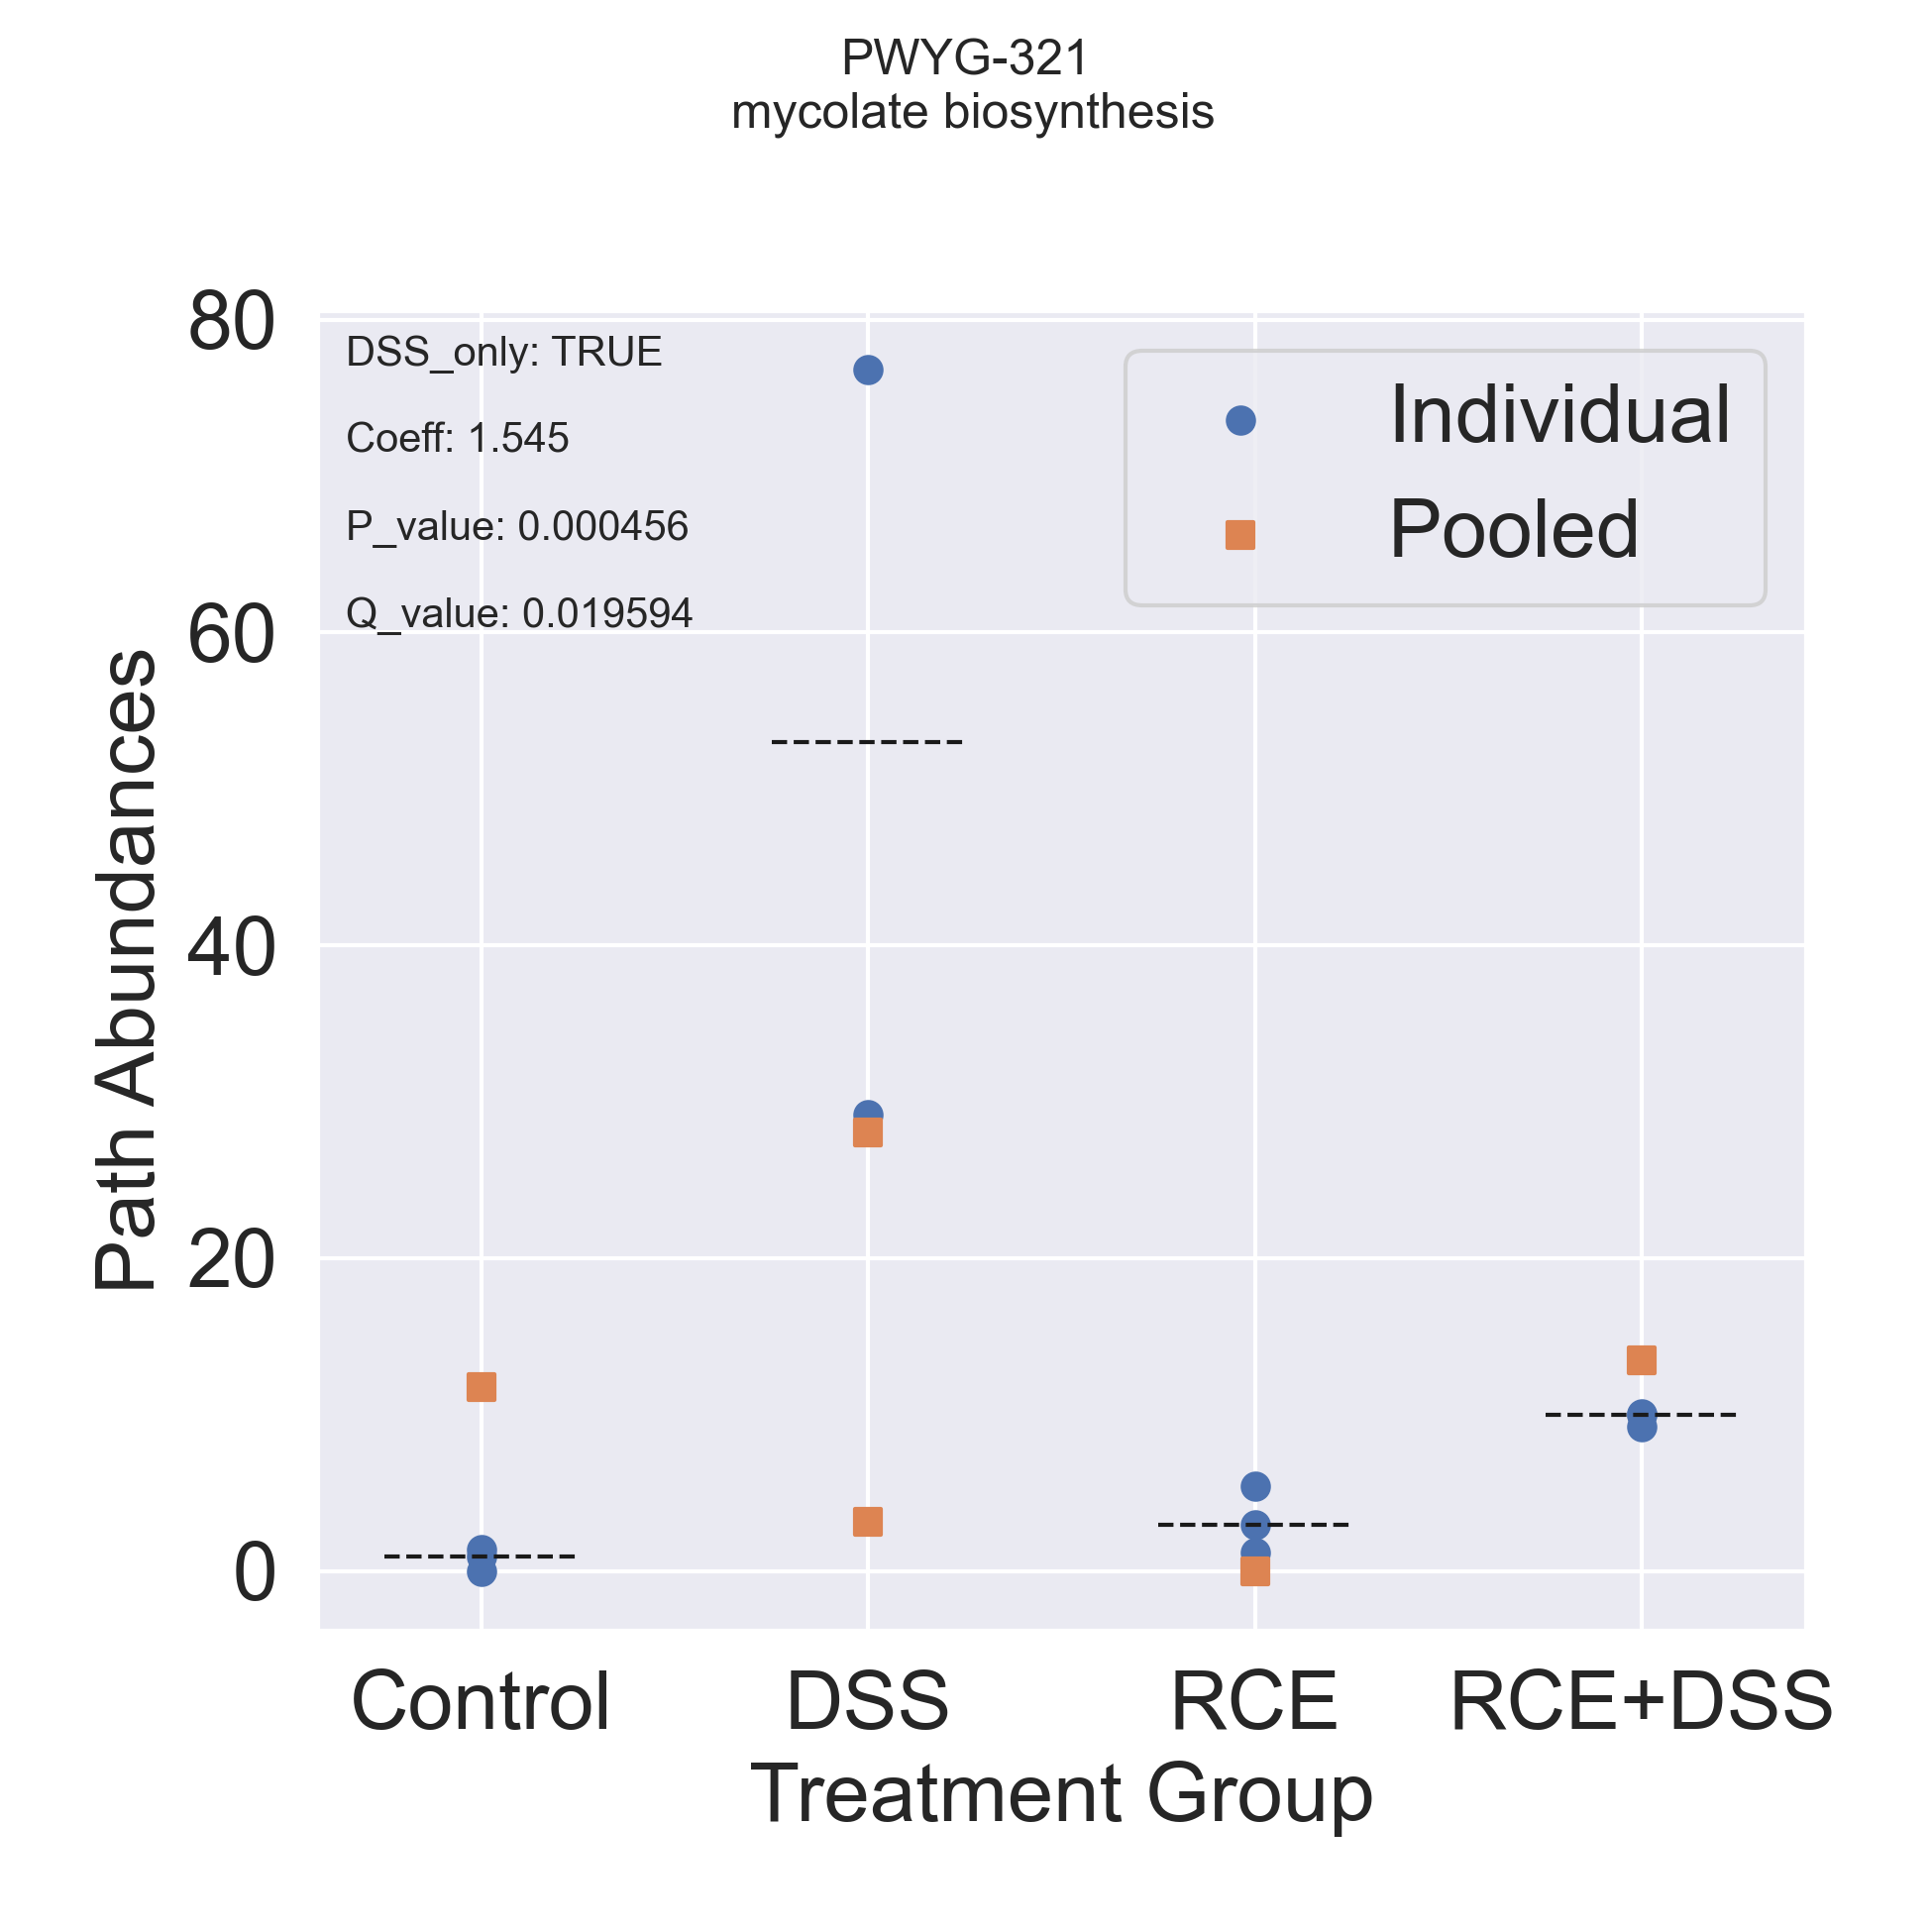 PWYG-321
mycolate biosynthesis
DSS_only: TRUE
Coeff: 1.545
P_value: 0.000456
Q_value: 0.019594
Individual
Pooled
80
60
40
20
0
Path Abundances
Control
DSS
RCE
RCE+DSS
Treatment Group